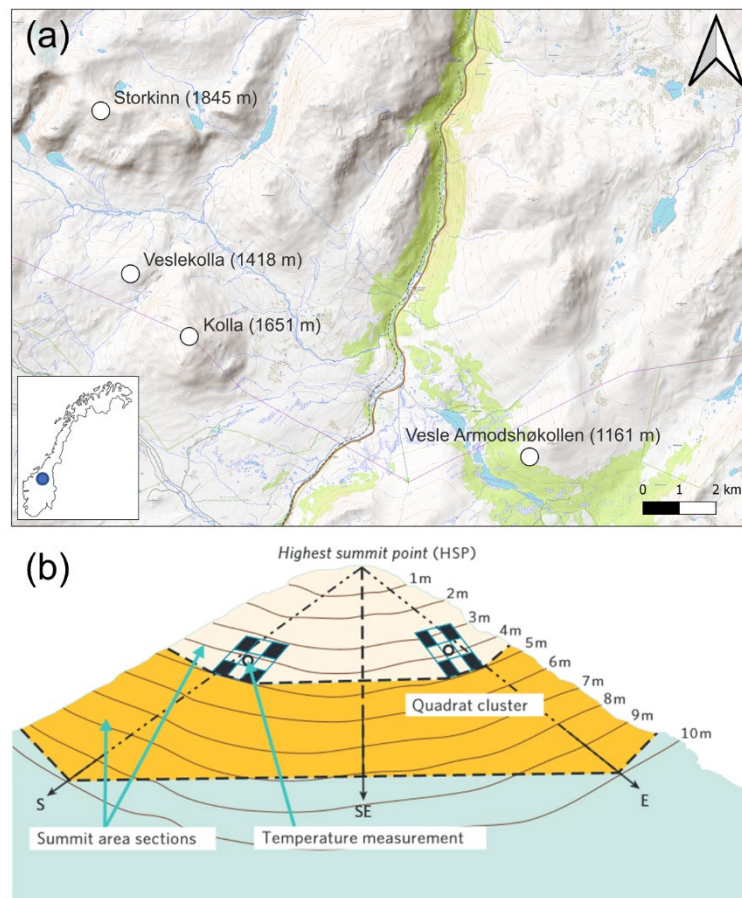 (a)
Storkinn (1845 m)
Veslekolla (1418 m)
Kolla (1651 m)
Vesle Armodshøkollen (1161 m)
0 1 2 km
(b)
Highest summit point (HSP)
1m
2m
3m
4m
5m
6m
7m
8m
9m
10m
Quadrat cluster
S
SE
E
Summit area sections
Temperature measurement